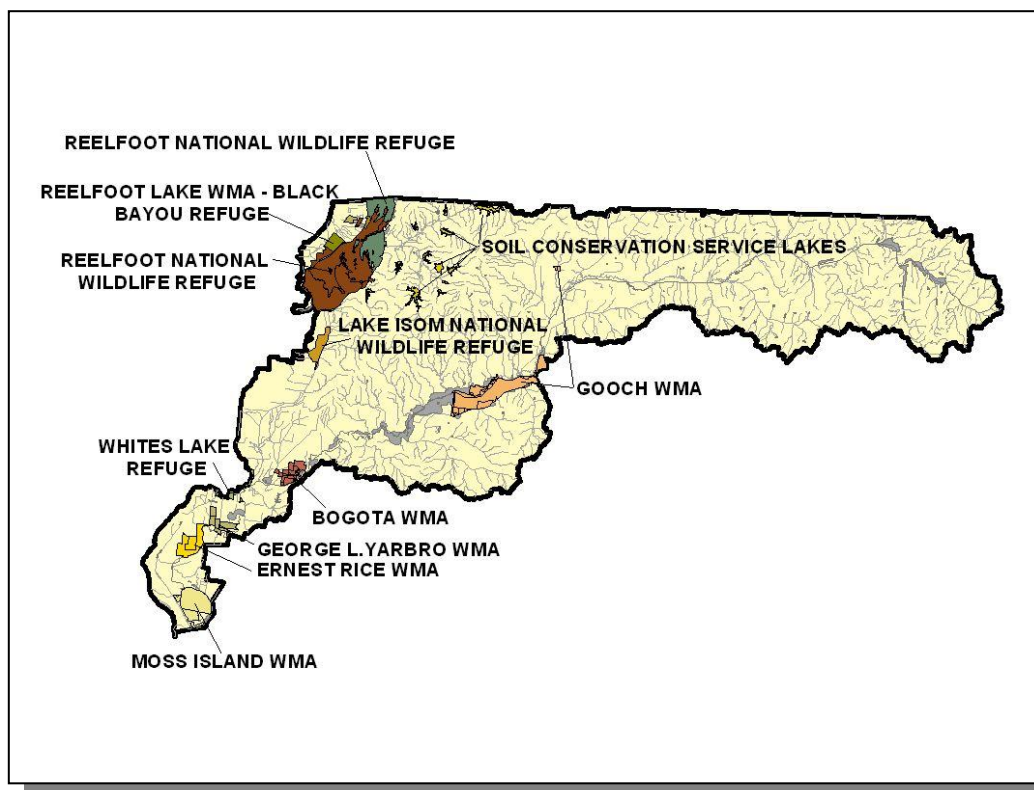 REELFOOT NATIONAL WILDLIFE REFUGE
REELFOOT LAKE WMA - BLACK
BAYOU REFUGE
REELFOOT NATIONAL
WILDLIFE REFUGE
SOIL CONSERVATION SERVICE LAKES
LAKE ISOM NATIONAL
WILDLIFE REFUGE
GOOCH WMA
WHITES LAKE
REFUGE
BOGOTA WMA
GEORGE L.YARBRO WMA
ERNEST RICE WMA
MOSS ISLAND WMA